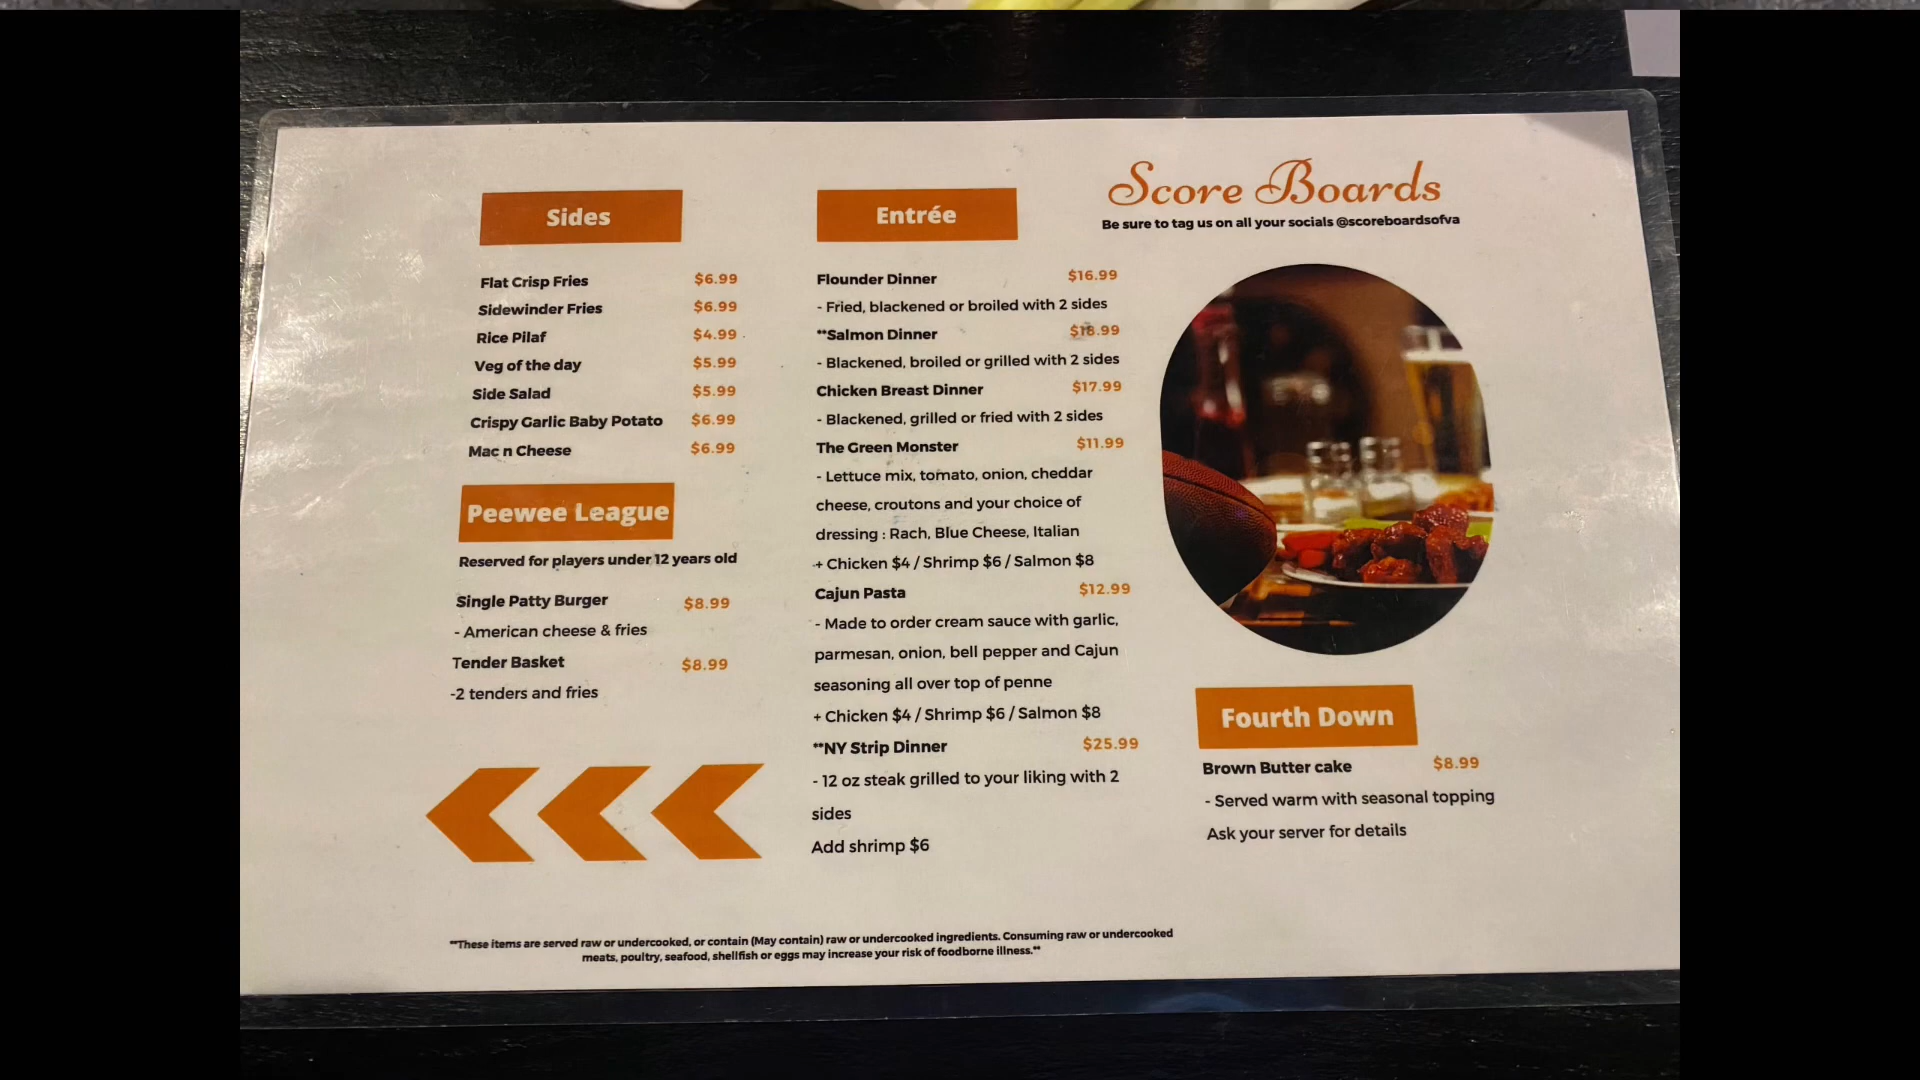 Score Boards
Be sure to tag us on all your socials @scoreboardsofva
Sides
Flat Crisp Fries $6.99
Sidewinder Fries $6.99
Rice Pilaf $4.99
Veg of the day $5.99
Side Salad $5.99
Crispy Garlic Baby Potato $6.99
Mac n Cheese $6.99
Peewee League
Reserved for players under 12 years old
Single Patty Burger $8.99
- American cheese & fries
Tender Basket $8.99
-2 tenders and fries
Entrée
Flounder Dinner $16.99
- Fried, blackened or broiled with 2 sides
**Salmon Dinner $18.99
- Blackened, broiled or grilled with 2 sides
Chicken Breast Dinner $17.99
- Blackened, grilled or fried with 2 sides
The Green Monster $11.99
- Lettuce mix, tomato, onion, cheddar
cheese, croutons and your choice of
dressing : Rach, Blue Cheese, Italian
+ Chicken $4 / Shrimp $6 / Salmon $8
Cajun Pasta $12.99
- Made to order cream sauce with garlic,
parmesan, onion, bell pepper and Cajun
seasoning all over top of penne
+ Chicken $4 / Shrimp $6 / Salmon $8
**NY Strip Dinner $25.99
- 12 oz steak grilled to your liking with 2
sides
Add shrimp $6
Fourth Down
Brown Butter cake $8.99
- Served warm with seasonal topping
Ask your server for details
**These items are served raw or undercooked, or contain (May contain) raw or undercooked ingredients. Consuming raw or undercooked
meats, poultry, seafood, shellfish or eggs may increase your risk of foodborne illness.**